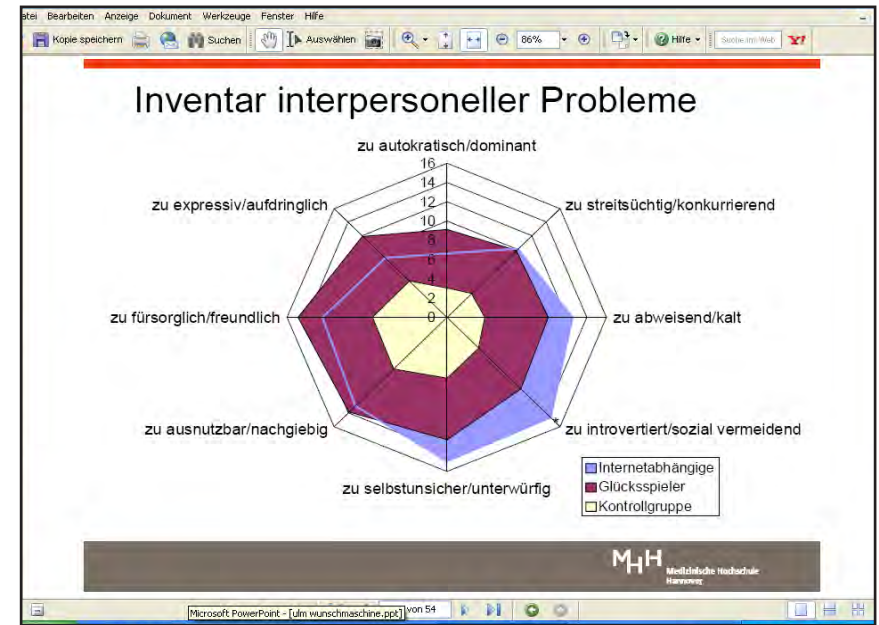 atei Bearbeiten Anzeige Dokument Werkzeuge Fenster Hilfe
Kopie speichern Suchen Auswählen 86% Hilfe Suche im Web Y!
Inventar interpersoneller Probleme
zu autokratisch/dominant
16
14
zu expressiv/aufdringlich 12 zu streitsüchtig/konkurrierend
10
8
6
4
2
zu fürsorglich/freundlich 0 zu abweisend/kalt
zu ausnutzbar/nachgiebig * zu introvertiert/sozial vermeidend
zu selbstunsicher/unterwürfig
Internetabhängige
Glücksspieler
Kontrollgruppe
MHH Medizinische Hochschule
Hannover
Microsoft PowerPoint - [ulm wunschmaschine.ppt] von 54